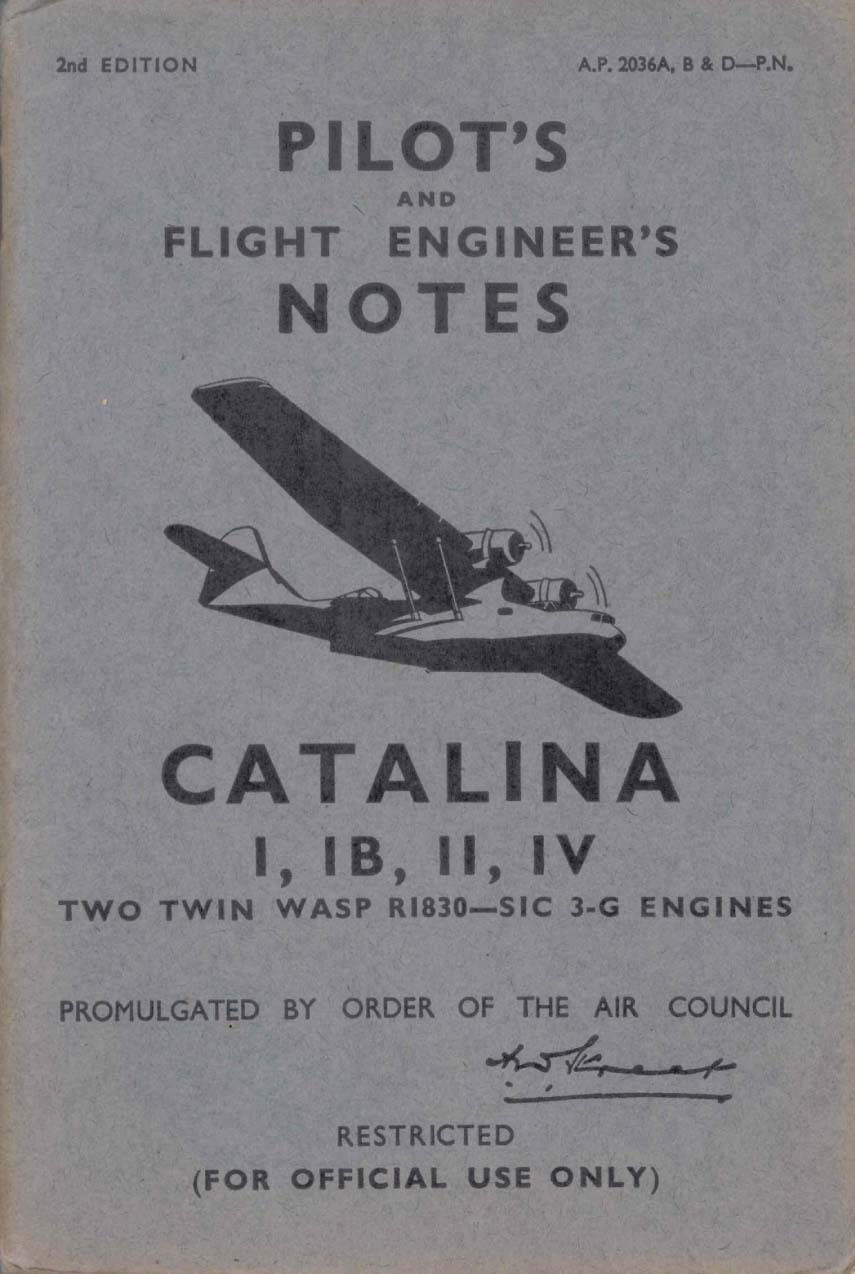 2nd EDITION
A.P. 2036A, B & D—P.N.
PILOT'S
AND
FLIGHT ENGINEER'S
NOTES
CATALINA
I, IB, II, IV
TWO TWIN WASP R1830—SIC 3-G ENGINES
PROMULGATED BY ORDER OF THE AIR COUNCIL
RESTRICTED
(FOR OFFICIAL USE ONLY)